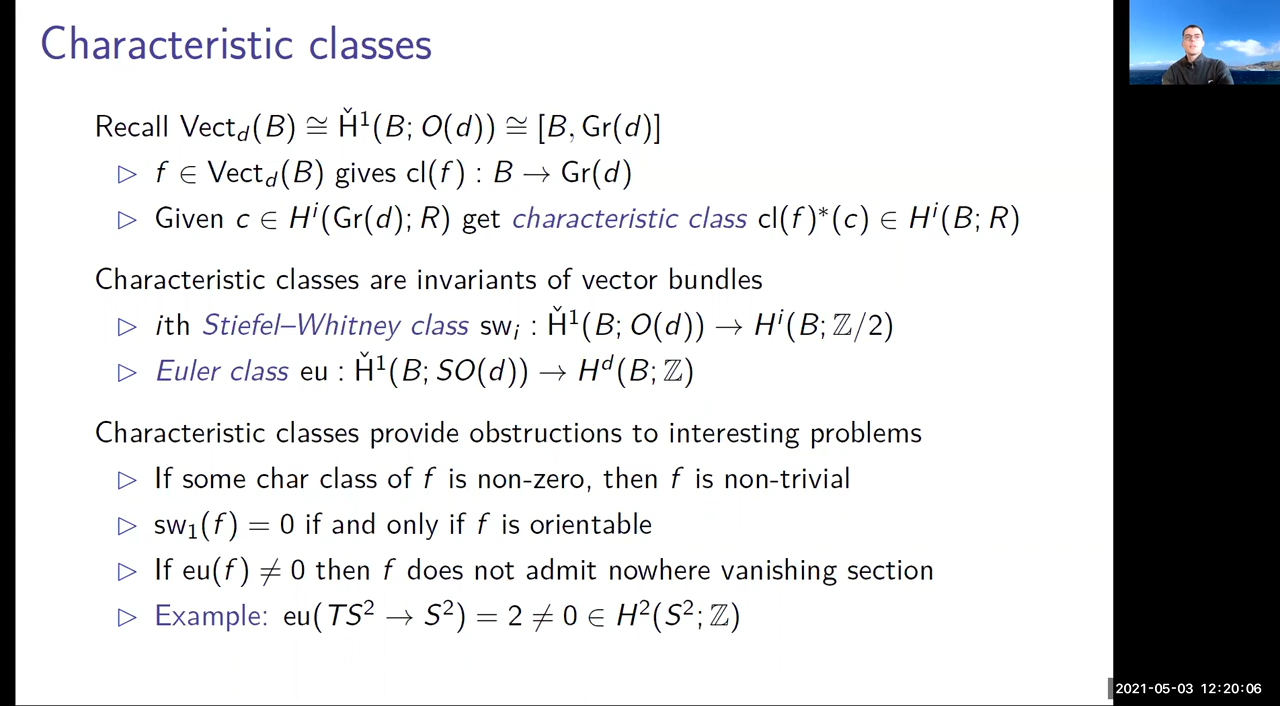 Characteristic classes
Recall Vect_d(B) ≅ Ȟ¹(B; O(d)) ≅ [B, Gr(d)]
▷ f ∈ Vect_d(B) gives cl(f) : B → Gr(d)
▷ Given c ∈ Hⁱ(Gr(d); R) get characteristic class cl(f)*(c) ∈ Hⁱ(B; R)
Characteristic classes are invariants of vector bundles
▷ ith Stiefel–Whitney class sw_i : Ȟ¹(B; O(d)) → Hⁱ(B; ℤ/2)
▷ Euler class eu : Ȟ¹(B; SO(d)) → H^d(B; ℤ)
Characteristic classes provide obstructions to interesting problems
▷ If some char class of f is non-zero, then f is non-trivial
▷ sw₁(f) = 0 if and only if f is orientable
▷ If eu(f) ≠ 0 then f does not admit nowhere vanishing section
▷ Example: eu(TS² → S²) = 2 ≠ 0 ∈ H²(S²; ℤ)
2021-05-03 12:20:06